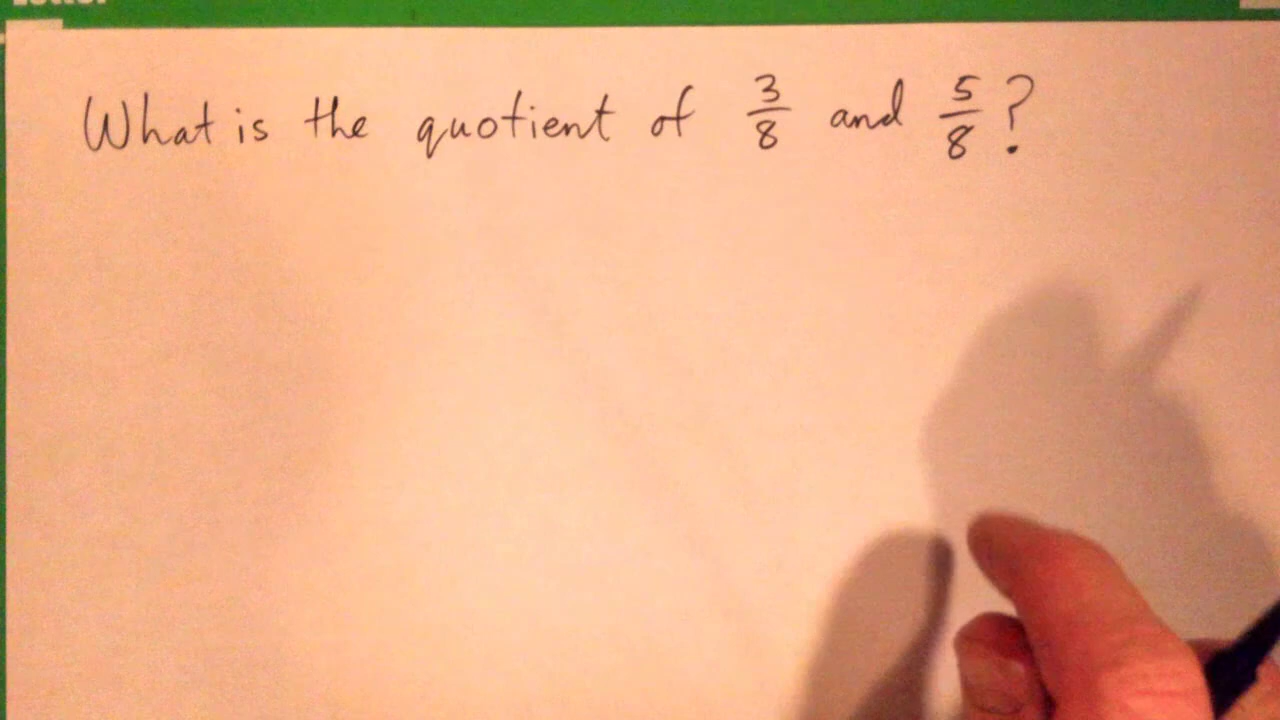 What is the quotient of 3/8 and 5/8?